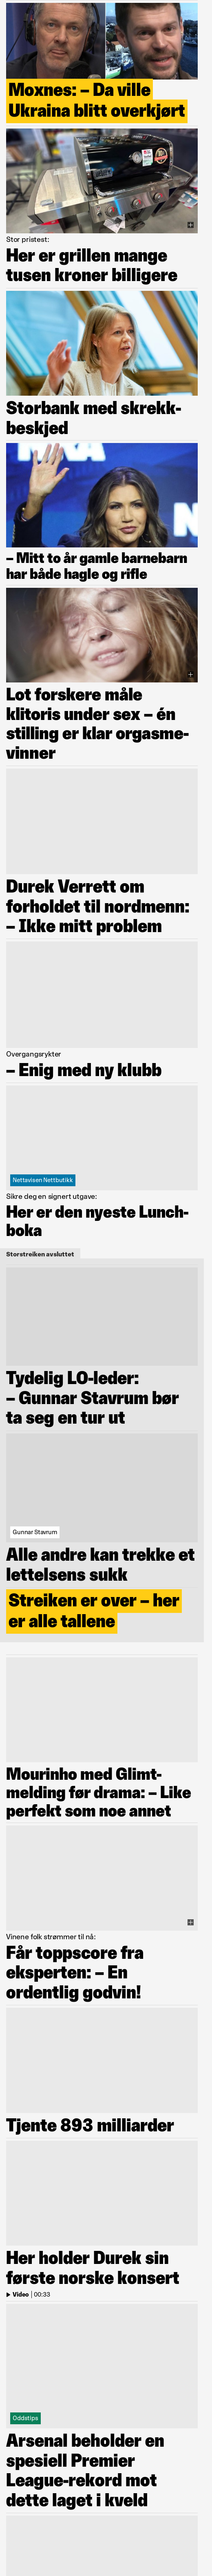 Moxnes: – Da ville
Ukraina blitt overkjørt
Stor pristest:
Her er grillen mange
tusen kroner billigere
Storbank med skrekk-
beskjed
– Mitt to år gamle barnebarn
har både hagle og rifle
Lot forskere måle
klitoris under sex – én
stilling er klar orgasme-
vinner
Durek Verrett om
forholdet til nordmenn:
– Ikke mitt problem
Overgangsrykter
– Enig med ny klubb
Nettavisen Nettbutikk
Sikre deg en signert utgave:
Her er den nyeste Lunch-
boka
Storstreiken avsluttet
Tydelig LO-leder:
– Gunnar Stavrum bør
ta seg en tur ut
Gunnar Stavrum
Alle andre kan trekke et
lettelsens sukk
Streiken er over – her
er alle tallene
Mourinho med Glimt-
melding før drama: – Like
perfekt som noe annet
Vinene folk strømmer til nå:
Får toppscore fra
eksperten: – En
ordentlig godvin!
Tjente 893 milliarder
Her holder Durek sin
første norske konsert
Video | 00:33
Oddstips
Arsenal beholder en
spesiell Premier
League-rekord mot
dette laget i kveld